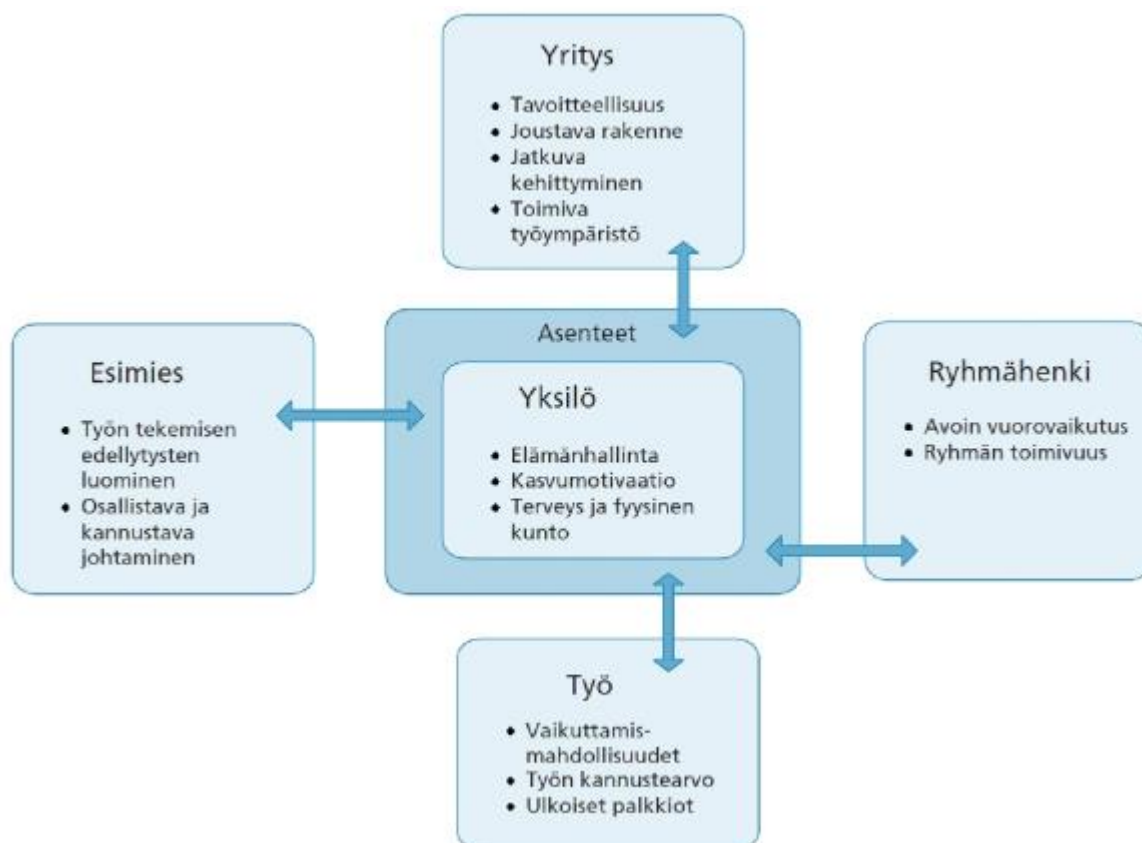 Yritys
• Tavoitteellisuus
• Joustava rakenne
• Jatkuva
kehittyminen
• Toimiva
työympäristö
Esimies
• Työn tekemisen
edellytysten
luominen
• Osallistava ja
kannustava
johtaminen
Asenteet
Yksilö
• Elämänhallinta
• Kasvumotivaatio
• Terveys ja fyysinen
kunto
Ryhmähenki
• Avoin vuorovaikutus
• Ryhmän toimivuus
Työ
• Vaikuttamis-
mahdollisuudet
• Työn kannustearvo
• Ulkoiset palkkiot